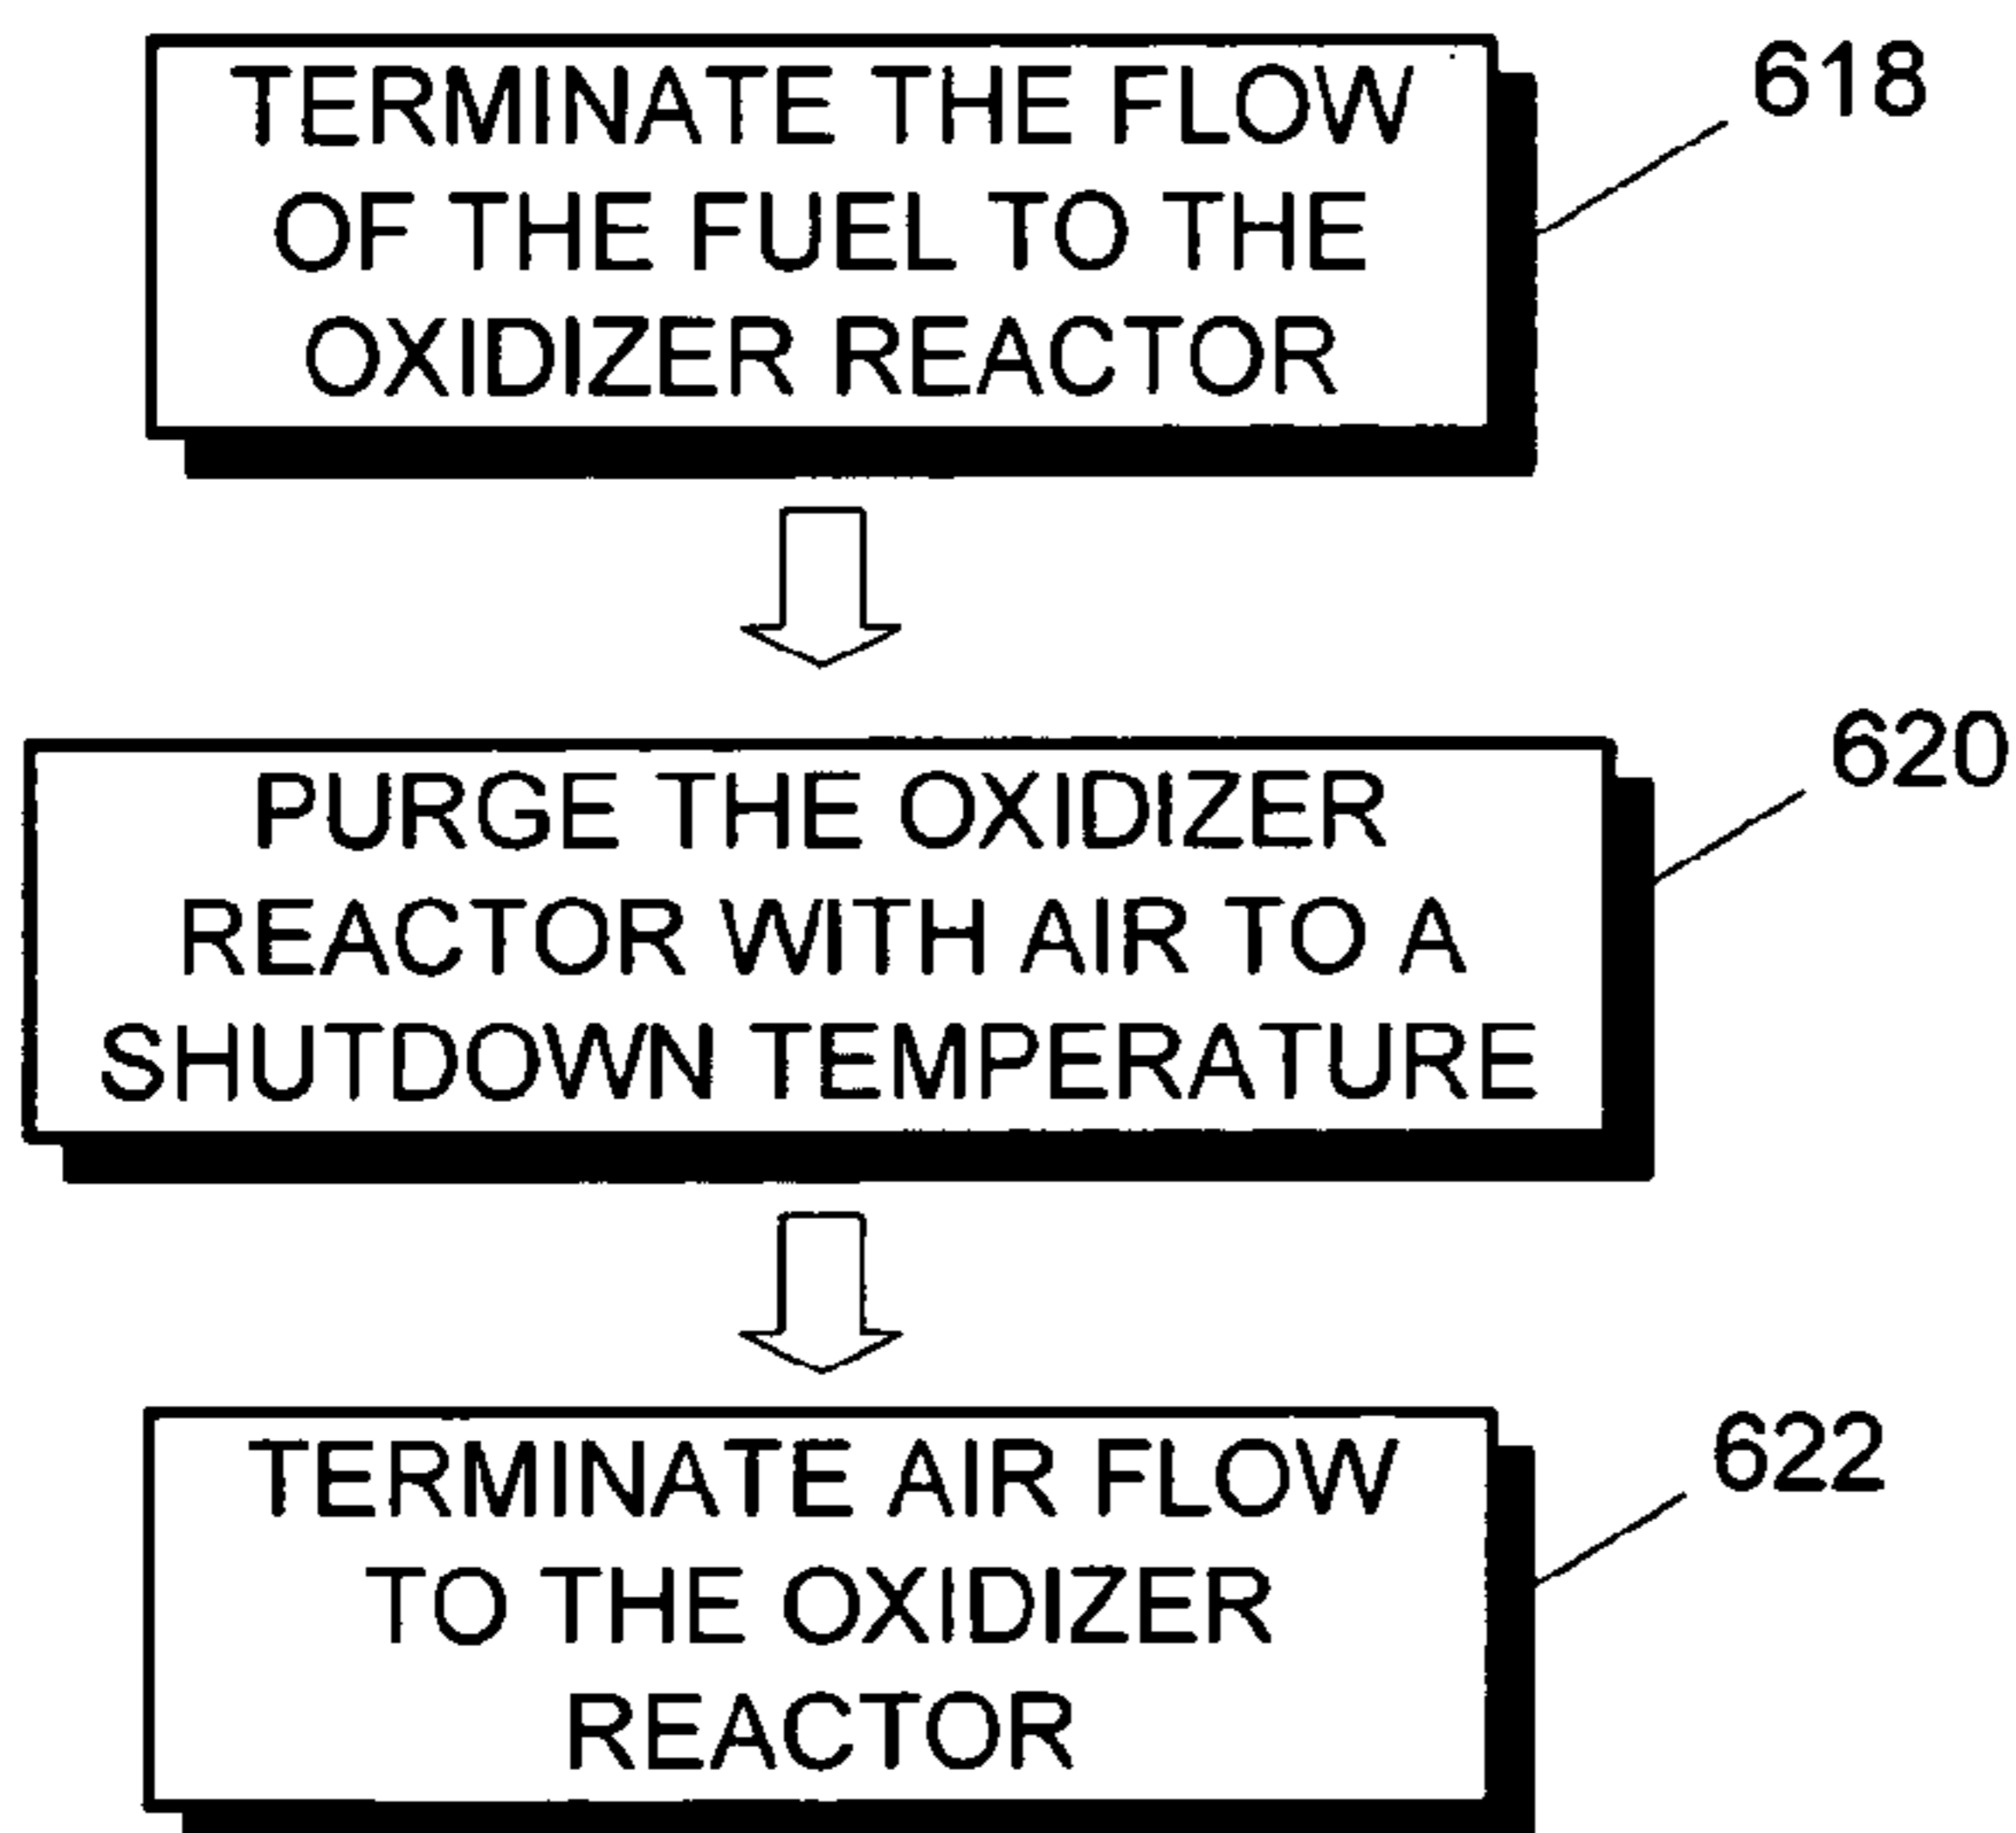 TERMINATE THE FLOW
OF THE FUEL TO THE
OXIDIZER REACTOR
618
PURGE THE OXIDIZER
REACTOR WITH AIR TO A
SHUTDOWN TEMPERATURE
620
TERMINATE AIR FLOW
TO THE OXIDIZER
REACTOR
622